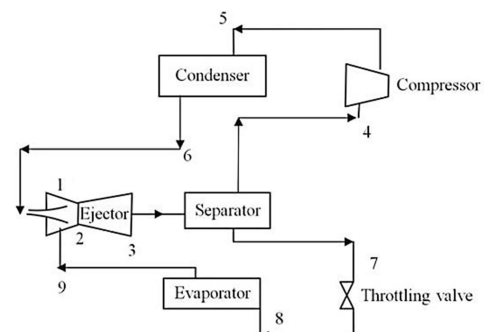 5
Condenser
Compressor
4
6
1
Ejector
Separator
2
3
7
9
Evaporator
8
Throttling valve